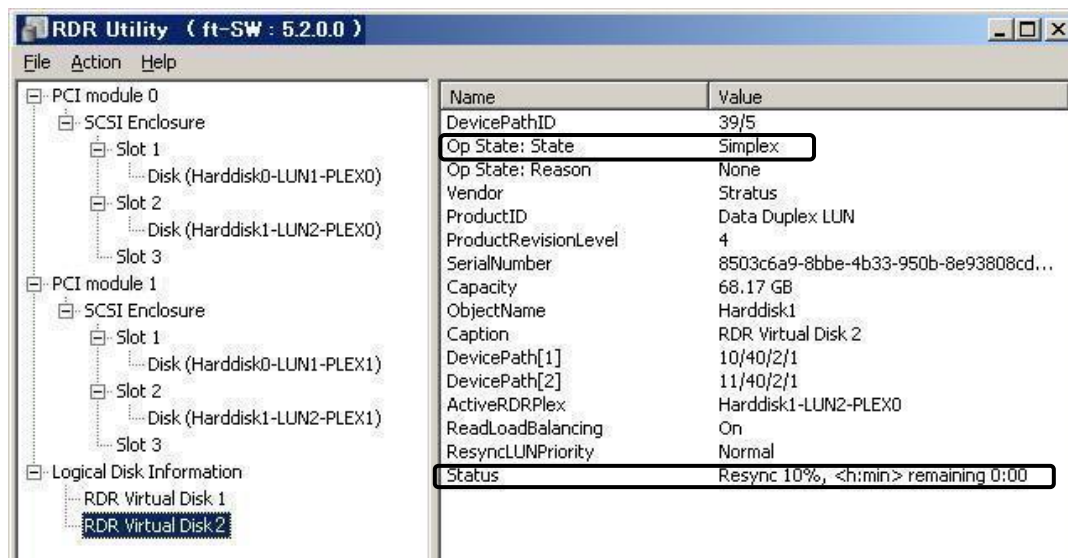 RDR Utility ( ft-SW : 5.2.0.0 )
File Action Help
PCI module 0
SCSI Enclosure
Slot 1
Disk (Harddisk0-LUN1-PLEX0)
Slot 2
Disk (Harddisk1-LUN2-PLEX0)
Slot 3
PCI module 1
SCSI Enclosure
Slot 1
Disk (Harddisk0-LUN1-PLEX1)
Slot 2
Disk (Harddisk1-LUN2-PLEX1)
Slot 3
Logical Disk Information
RDR Virtual Disk 1
RDR Virtual Disk 2
Name Value
DevicePathID 39/5
Op State: State Simplex
Op State: Reason None
Vendor Stratus
ProductID Data Duplex LUN
ProductRevisionLevel 4
SerialNumber 8503c6a9-8bbe-4b33-950b-8e93808cd...
Capacity 68.17 GB
ObjectName Harddisk1
Caption RDR Virtual Disk 2
DevicePath[1] 10/40/2/1
DevicePath[2] 11/40/2/1
ActiveRDRPlex Harddisk1-LUN2-PLEX0
ReadLoadBalancing On
ResyncLUNPriority Normal
Status Resync 10%, <h:min> remaining 0:00